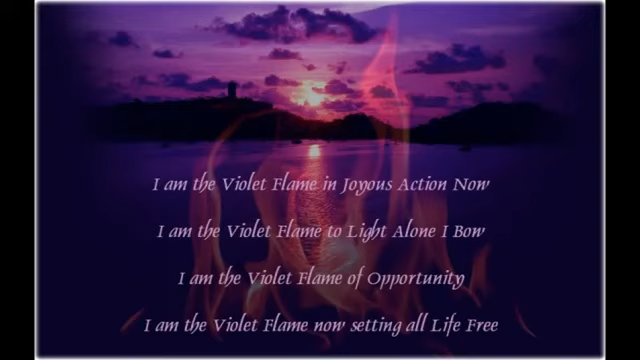 I am the Violet Flame in Joyous Action Now
I am the Violet Flame to Light Alone I Bow
I am the Violet Flame of Opportunity
I am the Violet Flame now setting all Life Free